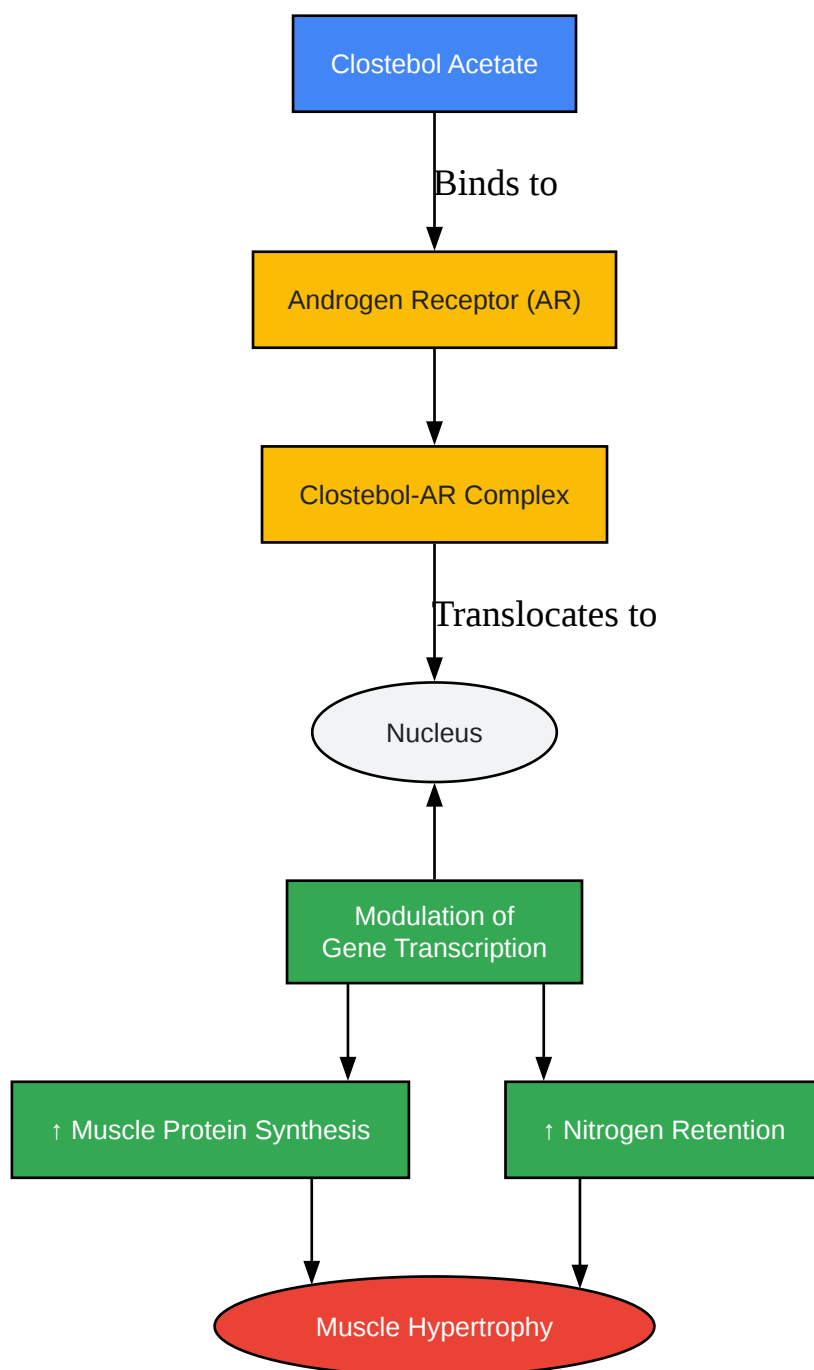 Clostebol Acetate
Binds to
Androgen Receptor (AR)
Clostebol-AR Complex
Translocates to
Nucleus
Modulation of
Gene Transcription
↑ Muscle Protein Synthesis
↑ Nitrogen Retention
Muscle Hypertrophy